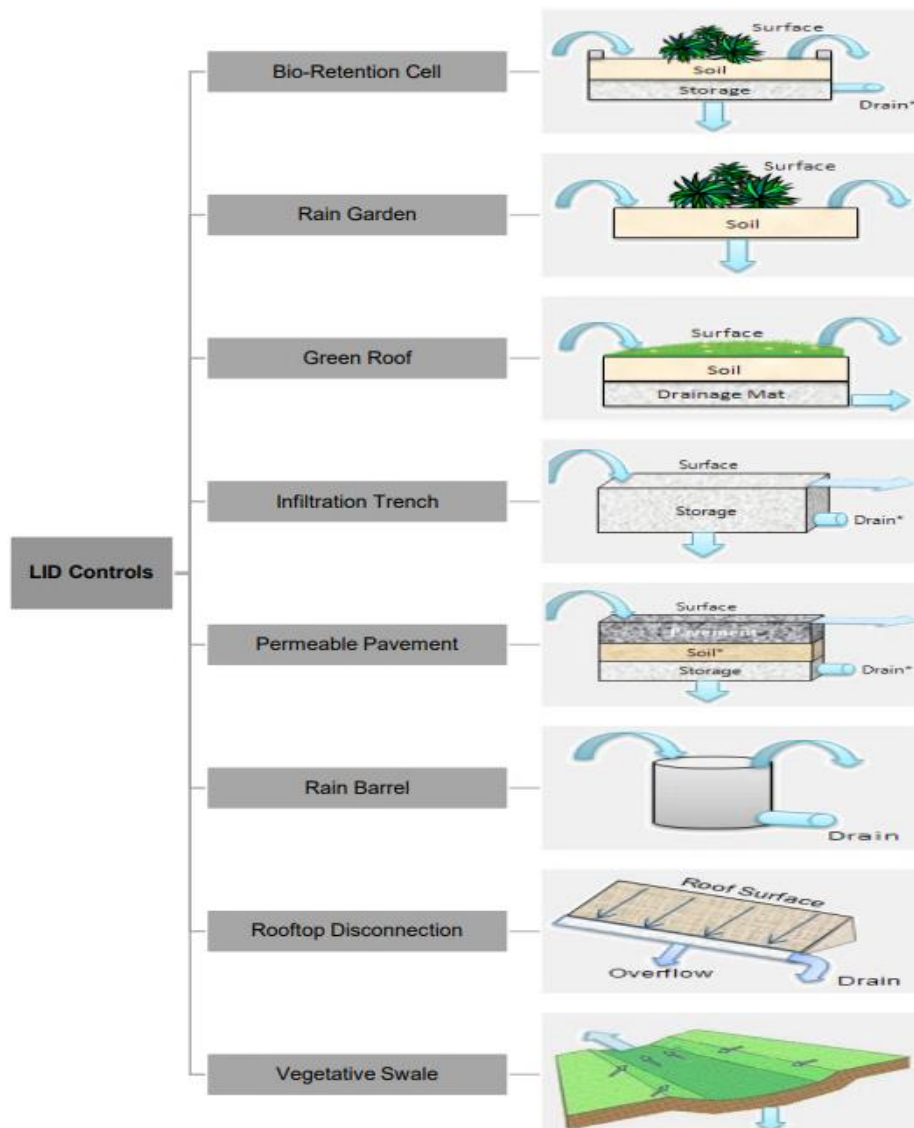 LID Controls
Bio-Retention Cell
Surface
Soil
Storage
Drain*
Rain Garden
Surface
Soil
Green Roof
Surface
Soil
Drainage Mat
Infiltration Trench
Surface
Storage
Drain*
Permeable Pavement
Surface
Pavement
Soil*
Storage
Drain*
Rain Barrel
Drain
Rooftop Disconnection
Roof Surface
Overflow
Drain
Vegetative Swale